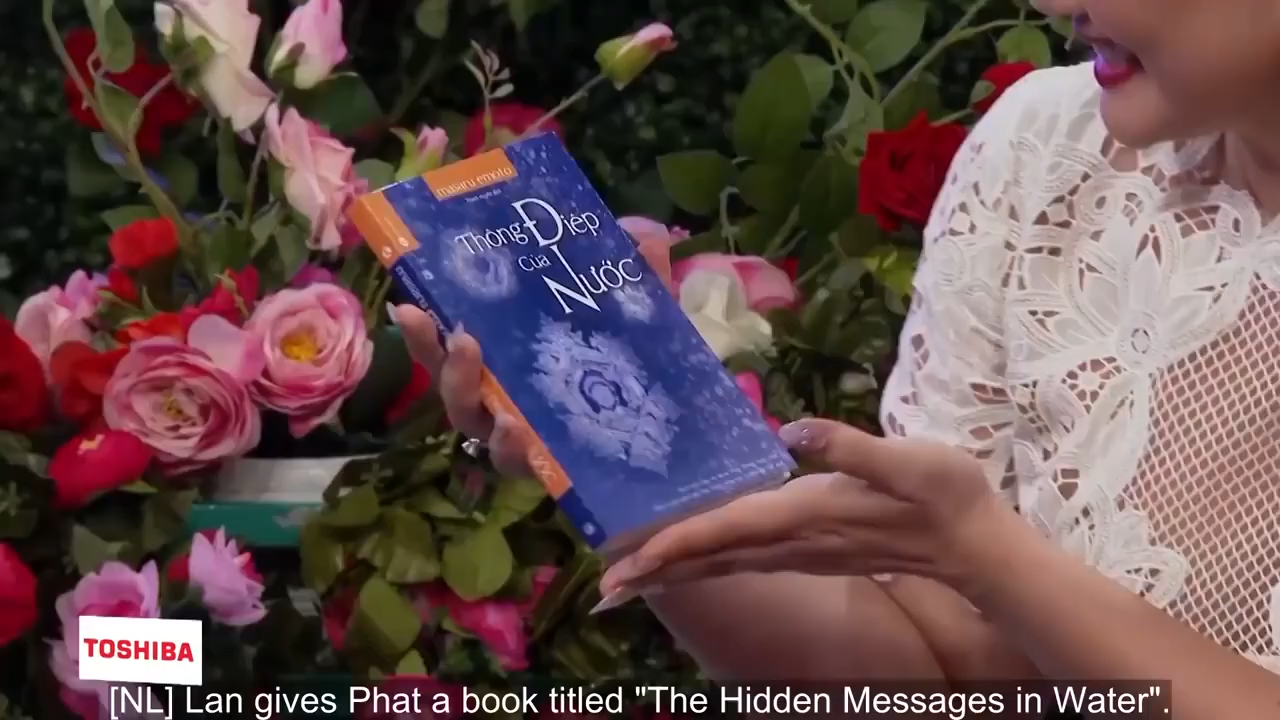 masaru emoto
Thông Điệp
Của
Nước
TOSHIBA
[NL] Lan gives Phat a book titled "The Hidden Messages in Water".